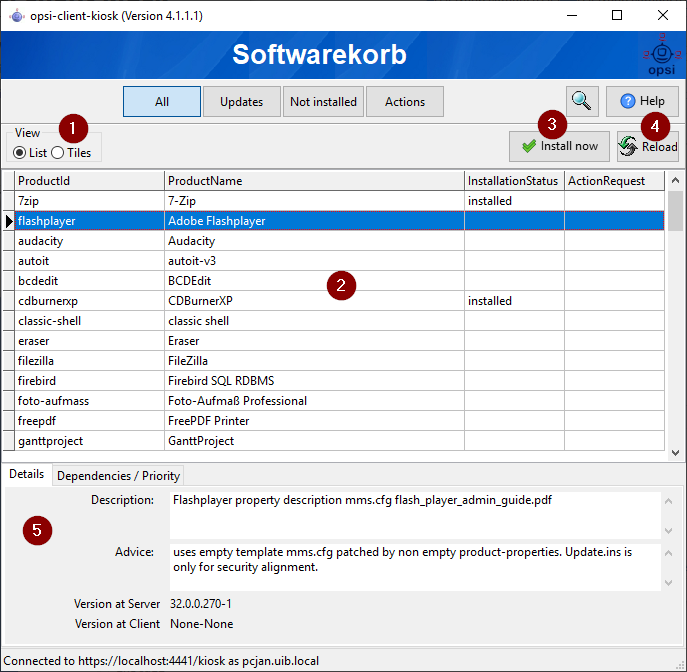 opsi-client-kiosk (Version 4.1.1.1)
Softwarekorb
opsi
All Updates Not installed Actions Help
View 1 3 4
List Tiles Install now Reload
ProductId ProductName InstallationStatus ActionRequest
7zip 7-Zip installed
flashplayer Adobe Flashplayer
audacity Audacity
autoit autoit-v3
bcdedit BCDEdit 2
cdburnerxp CDBurnerXP installed
classic-shell classic shell
eraser Eraser
filezilla FileZilla
firebird Firebird SQL RDBMS
foto-aufmass Foto-Aufmaß Professional
freepdf FreePDF Printer
ganttproject GanttProject
Details Dependencies / Priority
Description: Flashplayer property description mms.cfg flash_player_admin_guide.pdf
5
Advice: uses empty template mms.cfg patched by non empty product-properties. Update.ins is
only for security alignment.
Version at Server 32.0.0.270-1
Version at Client None-None
Connected to https://localhost:4441/kiosk as pcjan.uib.local